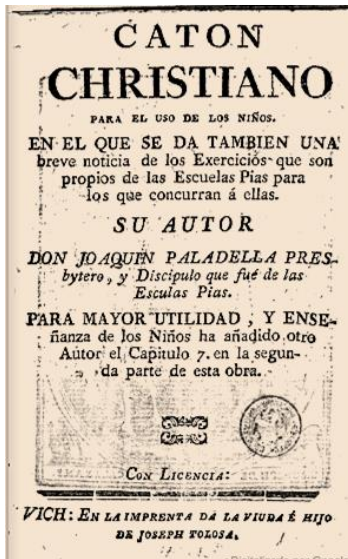 CATON
CHRISTIANO
PARA EL USO DE LOS NIÑOS.
EN EL QUE SE DA TAMBIEN UNA
breve noticia de los Exercicios que son
propios de las Escuelas Pias para
los que concurran á ellas.
SU AUTOR
DON JOAQUIN PALADELLA PRES-
bytero, y Discipulo que fué de las
Esculas Pias.
PARA MAYOR UTILIDAD, Y ENSE-
ñanza de los Niños ha añadido otro
Autor el Capitulo 7. en la segun-
da parte de esta obra.
CON LICENCIA:
VICH: EN LA IMPRENTA DA LA VIUDA É HIJO
DE JOSEPH TOLOSA.